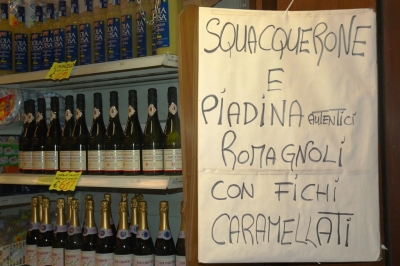 SQUACQUERONE
E
PIADINA AUTENTICI
ROMAGNOLI
CON FICHI
CARAMELLATI